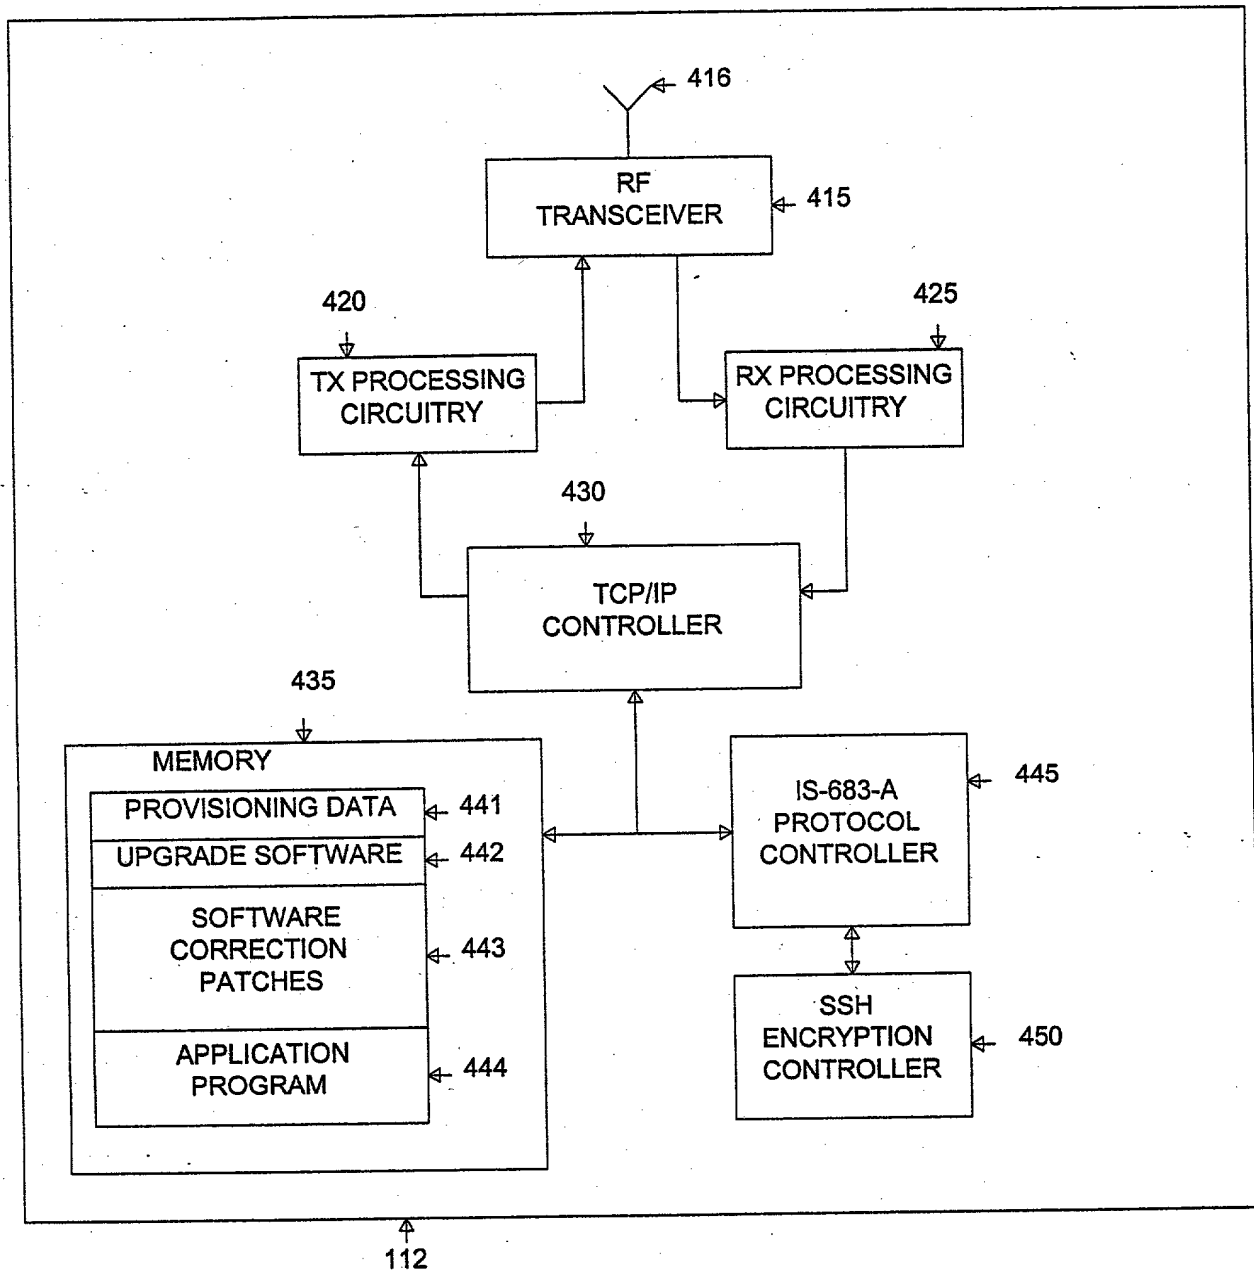 416
RF
TRANSCEIVER
415
420
425
TX PROCESSING
CIRCUITRY
RX PROCESSING
CIRCUITRY
430
TCP/IP
CONTROLLER
435
MEMORY
PROVISIONING DATA
441
UPGRADE SOFTWARE
442
SOFTWARE
CORRECTION
PATCHES
443
APPLICATION
PROGRAM
444
IS-683-A
PROTOCOL
CONTROLLER
445
SSH
ENCRYPTION
CONTROLLER
450
112